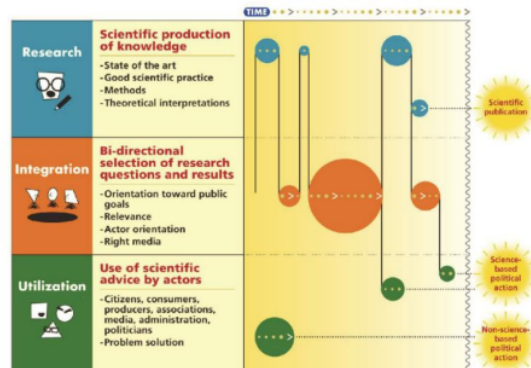 TIME
Research
Scientific production
of knowledge
-State of the art
-Good scientific practice
-Methods
-Theoretical interpretations
Scientific
publication
Integration
Bi-directional
selection of research
questions and results
-Orientation toward public
goals
-Relevance
-Actor orientation
-Right media
Utilization
Use of scientific
advice by actors
-Citizens, consumers,
producers, associations,
media, administration,
politicians
-Problem solution
Science-
based
political
action
Non-science-
based
political
action